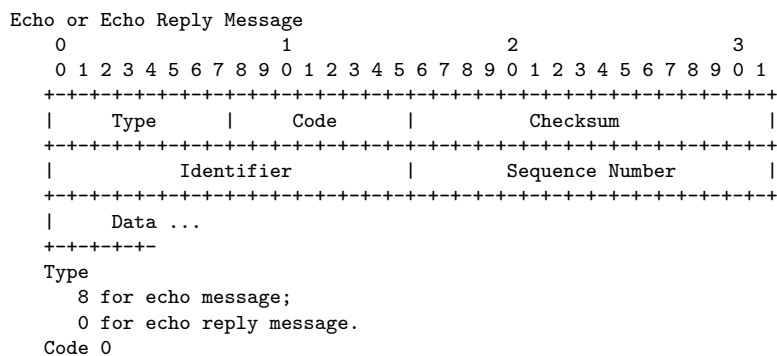 Echo or Echo Reply Message
    0                   1                   2                   3
    0 1 2 3 4 5 6 7 8 9 0 1 2 3 4 5 6 7 8 9 0 1 2 3 4 5 6 7 8 9 0 1
   +-+-+-+-+-+-+-+-+-+-+-+-+-+-+-+-+-+-+-+-+-+-+-+-+-+-+-+-+-+-+-+-+
   |     Type      |     Code      |          Checksum             |
   +-+-+-+-+-+-+-+-+-+-+-+-+-+-+-+-+-+-+-+-+-+-+-+-+-+-+-+-+-+-+-+-+
   |           Identifier          |        Sequence Number        |
   +-+-+-+-+-+-+-+-+-+-+-+-+-+-+-+-+-+-+-+-+-+-+-+-+-+-+-+-+-+-+-+-+
   |     Data ...
   +-+-+-+-+-
   Type
      8 for echo message;
      0 for echo reply message.
   Code 0